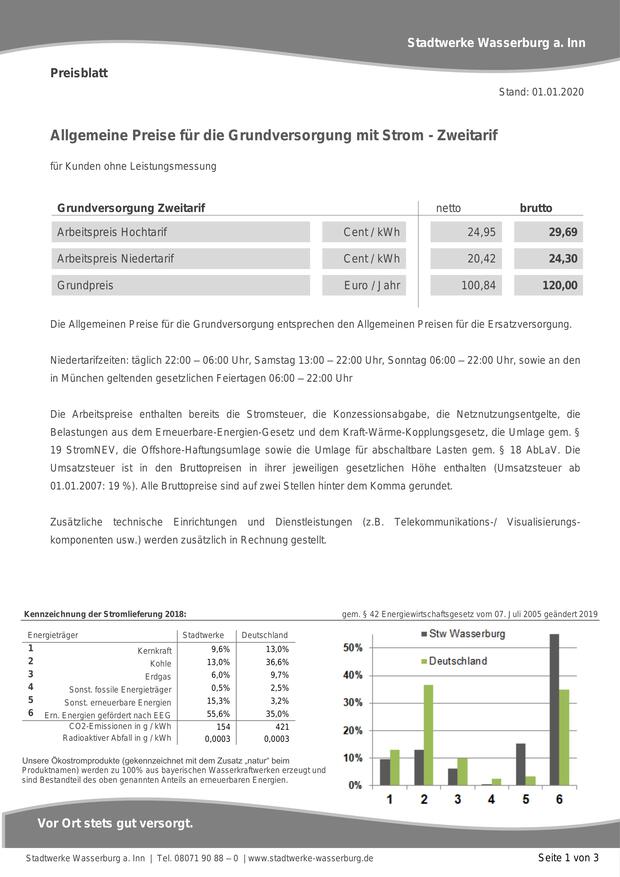 Stadtwerke Wasserburg a. Inn
Preisblatt
Stand: 01.01.2020
Allgemeine Preise für die Grundversorgung mit Strom - Zweitarif
für Kunden ohne Leistungsmessung
Grundversorgung Zweitarif netto brutto
Arbeitspreis Hochtarif Cent / kWh 24,95 29,69
Arbeitspreis Niedertarif Cent / kWh 20,42 24,30
Grundpreis Euro / Jahr 100,84 120,00
Die Allgemeinen Preise für die Grundversorgung entsprechen den Allgemeinen Preisen für die Ersatzversorgung.
Niedertarifzeiten: täglich 22:00 – 06:00 Uhr, Samstag 13:00 – 22:00 Uhr, Sonntag 06:00 – 22:00 Uhr, sowie an den
in München geltenden gesetzlichen Feiertagen 06:00 – 22:00 Uhr
Die Arbeitspreise enthalten bereits die Stromsteuer, die Konzessionsabgabe, die Netznutzungsentgelte, die
Belastungen aus dem Erneuerbare-Energien-Gesetz und dem Kraft-Wärme-Kopplungsgesetz, die Umlage gem. §
19 StromNEV, die Offshore-Haftungsumlage sowie die Umlage für abschaltbare Lasten gem. § 18 AbLaV. Die
Umsatzsteuer ist in den Bruttopreisen in ihrer jeweiligen gesetzlichen Höhe enthalten (Umsatzsteuer ab
01.01.2007: 19 %). Alle Bruttopreise sind auf zwei Stellen hinter dem Komma gerundet.
Zusätzliche technische Einrichtungen und Dienstleistungen (z.B. Telekommunikations-/ Visualisierungs-
komponenten usw.) werden zusätzlich in Rechnung gestellt.
Kennzeichnung der Stromlieferung 2018: gem. § 42 Energiewirtschaftsgesetz vom 07. Juli 2005 geändert 2019
Energieträger Stadtwerke Deutschland
1 Kernkraft 9,6% 13,0%
2 Kohle 13,0% 36,6%
3 Erdgas 6,0% 9,7%
4 Sonst. fossile Energieträger 0,5% 2,5%
5 Sonst. erneuerbare Energien 15,3% 3,2%
6 Ern. Energien gefördert nach EEG 55,6% 35,0%
CO2-Emissionen in g / kWh 154 421
Radioaktiver Abfall in g / kWh 0,0003 0,0003
Unsere Ökostromprodukte (gekennzeichnet mit dem Zusatz „natur“ beim
Produktnamen) werden zu 100% aus bayerischen Wasserkraftwerken erzeugt und
sind Bestandteil des oben genannten Anteils an erneuerbaren Energien.
Stw Wasserburg
Deutschland
50%
40%
30%
20%
10%
0%
1 2 3 4 5 6
Vor Ort stets gut versorgt.
Stadtwerke Wasserburg a. Inn | Tel. 08071 90 88 – 0 | www.stadtwerke-wasserburg.de Seite 1 von 3